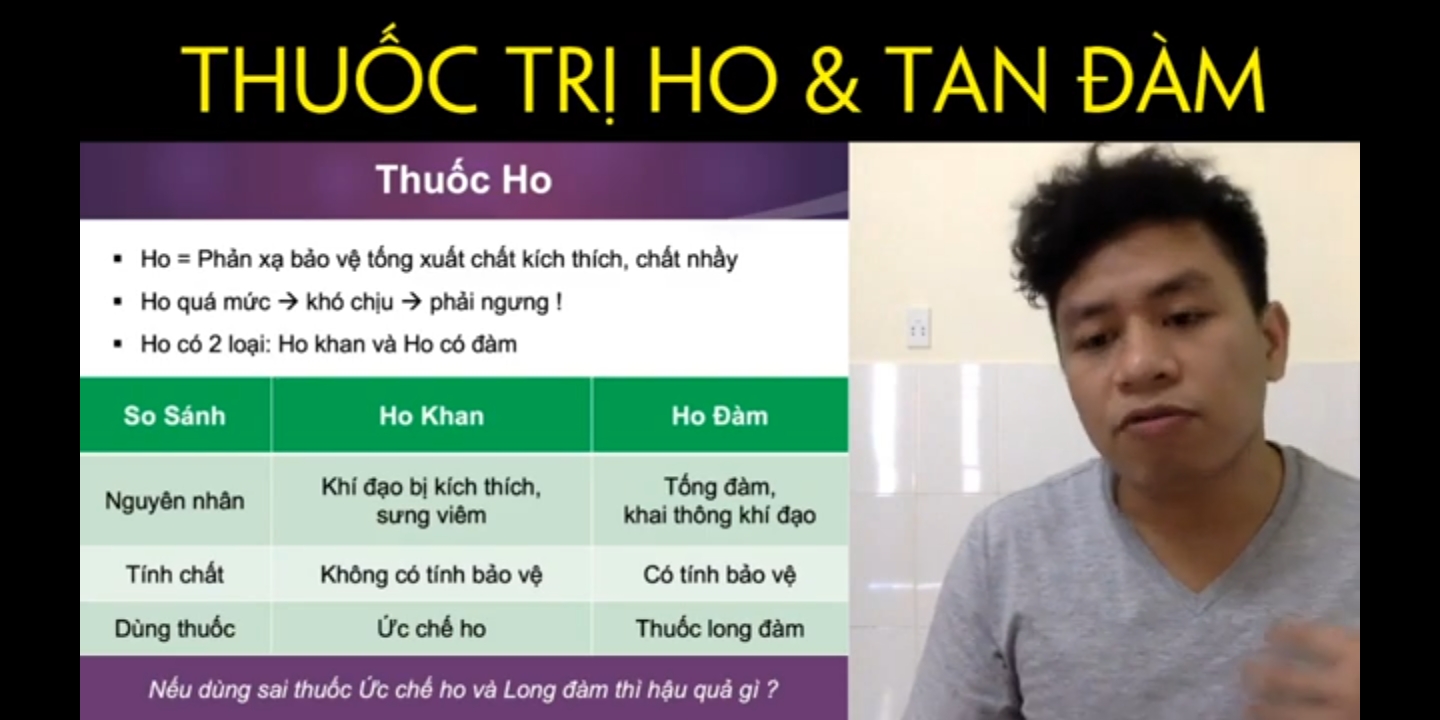 THUỐC TRỊ HO & TAN ĐÀM
Thuốc Ho
▪ Ho = Phản xạ bảo vệ tống xuất chất kích thích, chất nhầy
▪ Ho quá mức → khó chịu → phải ngưng !
▪ Ho có 2 loại: Ho khan và Ho có đàm
So Sánh Ho Khan Ho Đàm
Nguyên nhân
Khí đạo bị kích thích,
sưng viêm
Tống đàm,
khai thông khí đạo
Tính chất Không có tính bảo vệ Có tính bảo vệ
Dùng thuốc Ức chế ho Thuốc long đàm
Nếu dùng sai thuốc Ức chế ho và Long đàm thì hậu quả gì ?